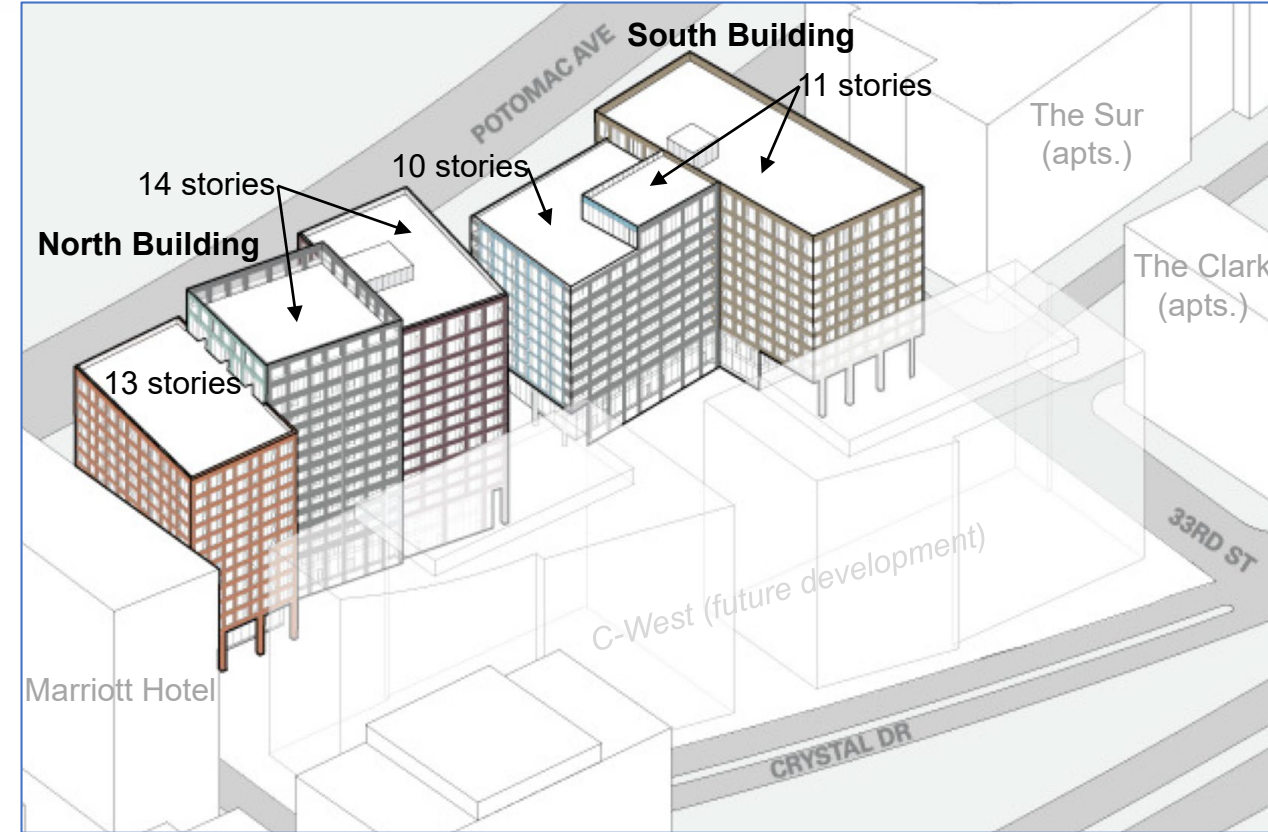 POTOMAC AVE
South Building
11 stories
The Sur
(apts.)
10 stories
14 stories
North Building
The Clark
(apts.)
13 stories
33RD ST
C-West (future development)
Marriott Hotel
CRYSTAL DR